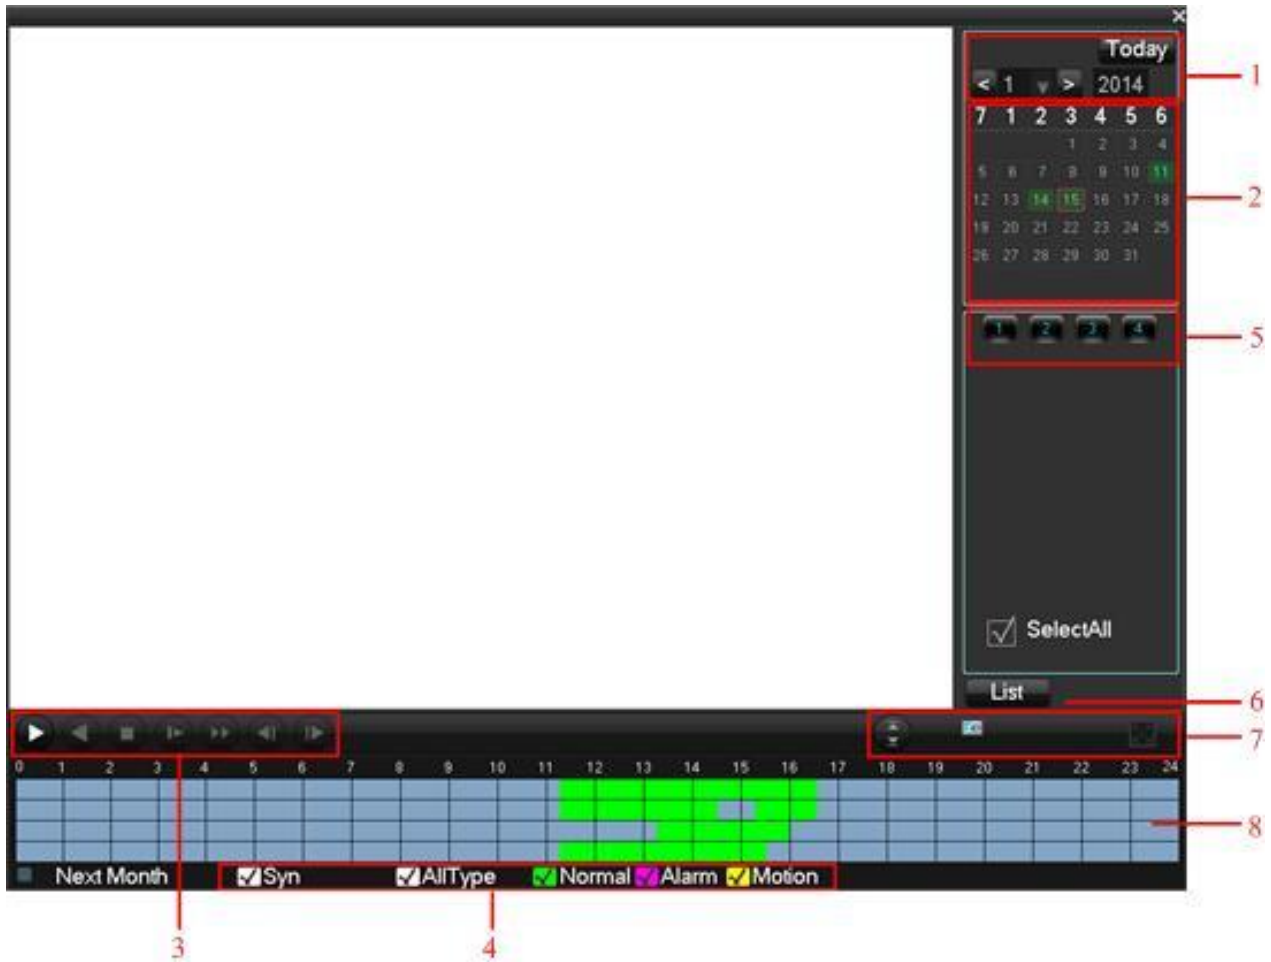 ×
Today
< 1 > 2014
1
7 1 2 3 4 5 6
1 2 3 4
5 6 7 8 9 10 11
12 13 14 15 16 17 18
2
19 20 21 22 23 24 25
26 27 28 29 30 31
1 2 3 4
5
SelectAll
List
6
7
0 1 2 3 4 5 6 7 8 9 10 11 12 13 14 15 16 17 18 19 20 21 22 23 24
8
Next Month Syn AllType Normal Alarm Motion
3 4